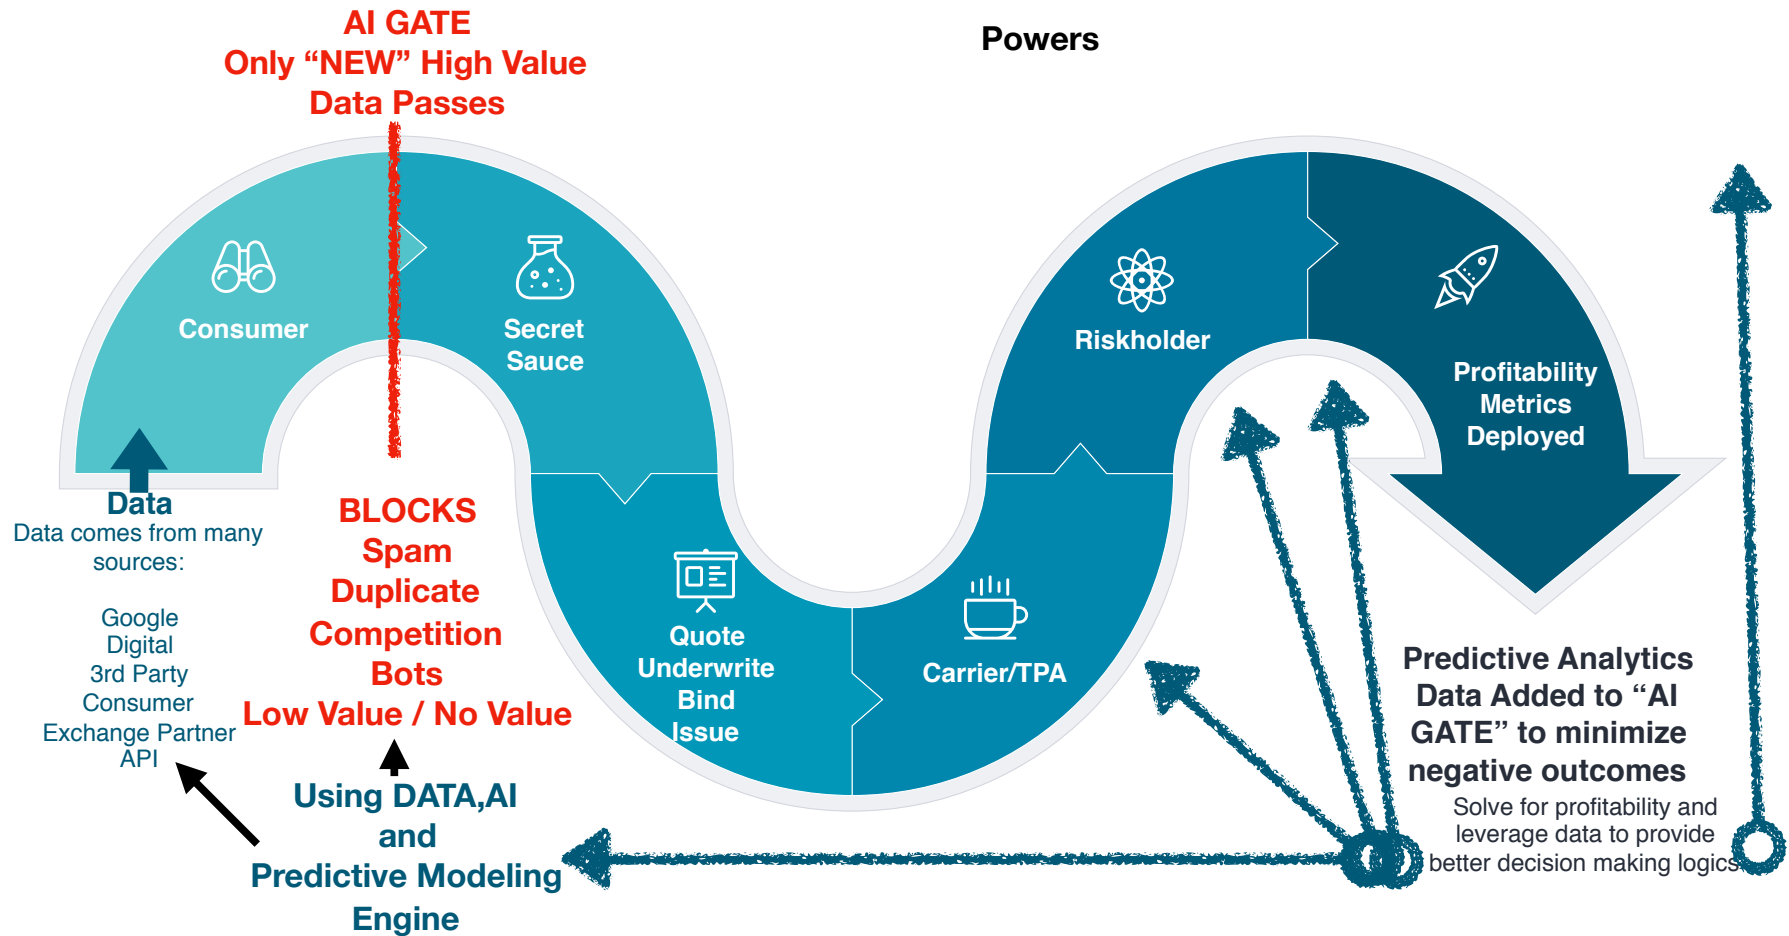 AI GATE
Only “NEW” High Value
Data Passes
Powers
Consumer
Secret
Sauce
Riskholder
Profitability
Metrics
Deployed
Data
Data comes from many
sources:
Google
Digital
3rd Party
Consumer
Exchange Partner
API
BLOCKS
Spam
Duplicate
Competition
Bots
Low Value / No Value
Using DATA,AI
and
Predictive Modeling
Engine
Quote
Underwrite
Bind
Issue
Carrier/TPA
Predictive Analytics
Data Added to “AI
GATE” to minimize
negative outcomes
Solve for profitability and
leverage data to provide
better decision making logics